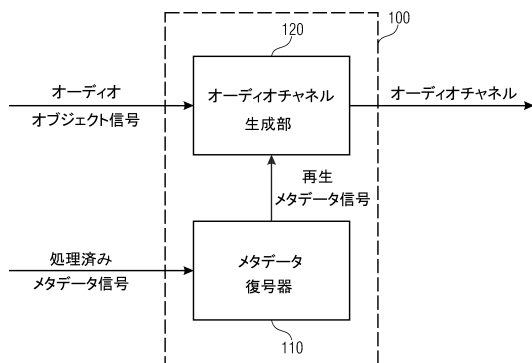 120
100
オーディオ
オブジェクト信号
オーディオチャネル
生成部
オーディオチャネル
再生
メタデータ信号
処理済み
メタデータ信号
メタデータ
復号器
110